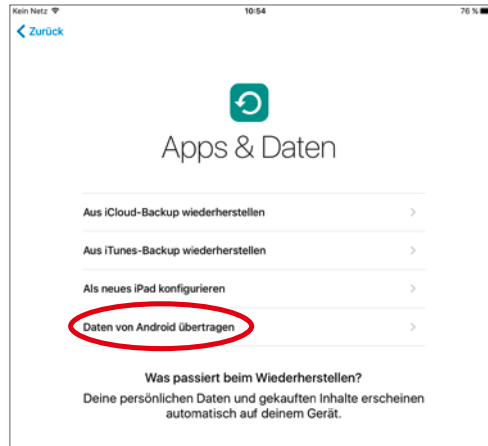 Kein Netz 10:54 76 %
Zurück
Apps & Daten
Aus iCloud-Backup wiederherstellen
Aus iTunes-Backup wiederherstellen
Als neues iPad konfigurieren
Daten von Android übertragen
Was passiert beim Wiederherstellen?
Deine persönlichen Daten und gekauften Inhalte erscheinen
automatisch auf deinem Gerät.